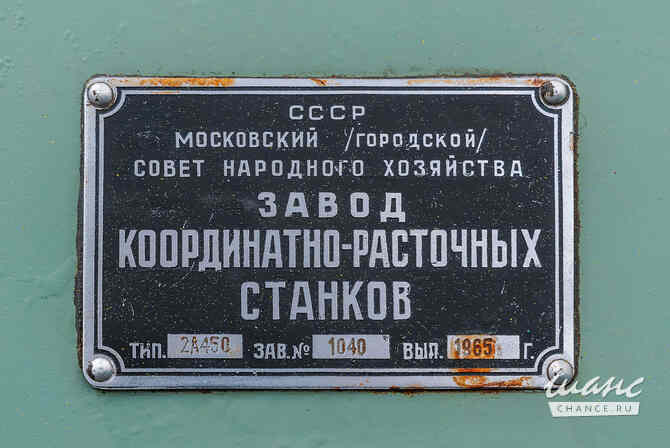 СССР
МОСКОВСКИЙ /ГОРОДСКОЙ/
СОВЕТ НАРОДНОГО ХОЗЯЙСТВА
ЗАВОД
КООРДИНАТНО-РАСТОЧНЫХ
СТАНКОВ
ТИП. 2А450 ЗАВ.№ 1040 ВЫП. 1965 Г.
шанс
CHANCE.RU